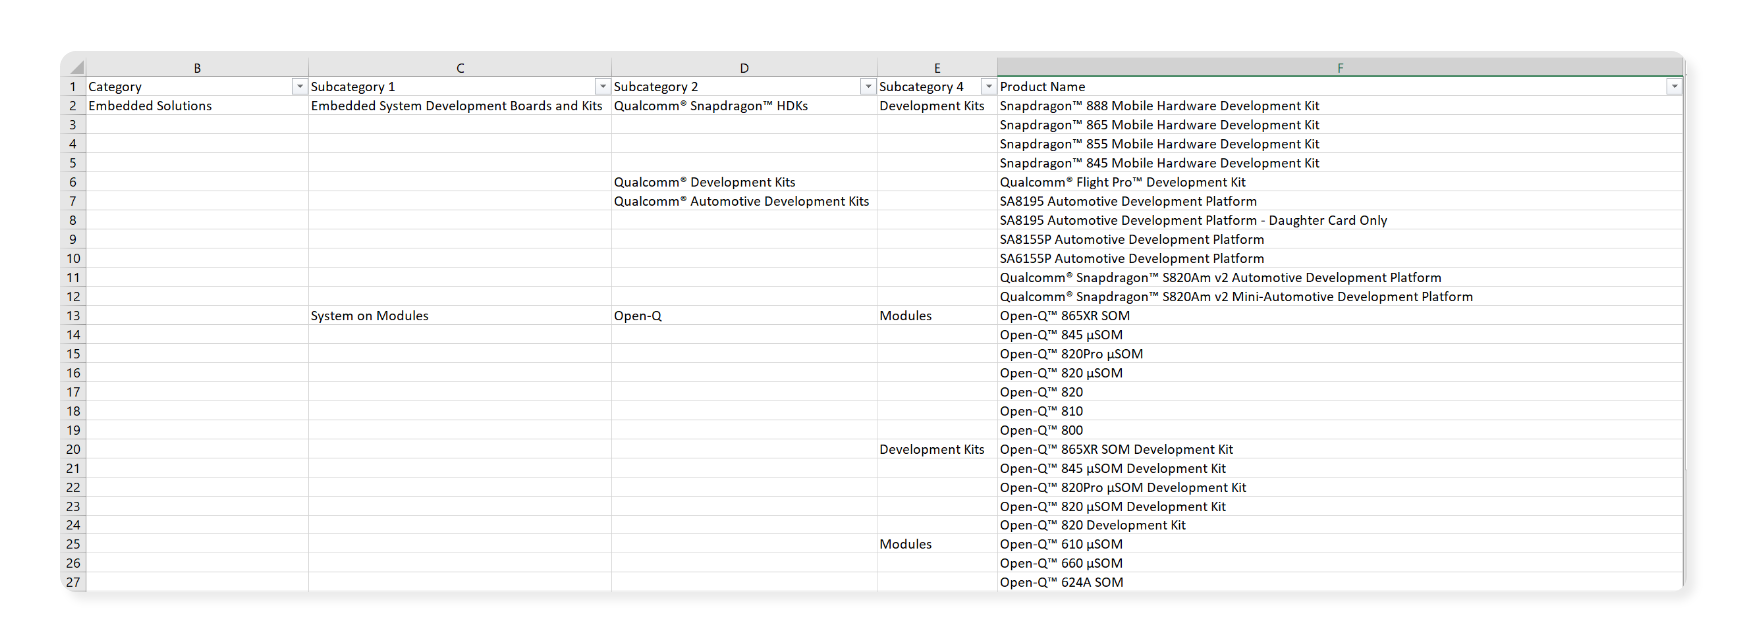 B C D E F
1 Category Subcategory 1 Subcategory 2 Subcategory 4 Product Name
2 Embedded Solutions Embedded System Development Boards and Kits Qualcomm® Snapdragon™ HDKs Development Kits Snapdragon™ 888 Mobile Hardware Development Kit
3 Snapdragon™ 865 Mobile Hardware Development Kit
4 Snapdragon™ 855 Mobile Hardware Development Kit
5 Snapdragon™ 845 Mobile Hardware Development Kit
6 Qualcomm® Development Kits Qualcomm® Flight Pro™ Development Kit
7 Qualcomm® Automotive Development Kits SA8195 Automotive Development Platform
8 SA8195 Automotive Development Platform - Daughter Card Only
9 SA8155P Automotive Development Platform
10 SA6155P Automotive Development Platform
11 Qualcomm® Snapdragon™ S820Am v2 Automotive Development Platform
12 Qualcomm® Snapdragon™ S820Am v2 Mini-Automotive Development Platform
13 System on Modules Open-Q Modules Open-Q™ 865XR SOM
14 Open-Q™ 845 µSOM
15 Open-Q™ 820Pro µSOM
16 Open-Q™ 820 µSOM
17 Open-Q™ 820
18 Open-Q™ 810
19 Open-Q™ 800
20 Development Kits Open-Q™ 865XR SOM Development Kit
21 Open-Q™ 845 µSOM Development Kit
22 Open-Q™ 820Pro µSOM Development Kit
23 Open-Q™ 820 µSOM Development Kit
24 Open-Q™ 820 Development Kit
25 Modules Open-Q™ 610 µSOM
26 Open-Q™ 660 µSOM
27 Open-Q™ 624A SOM